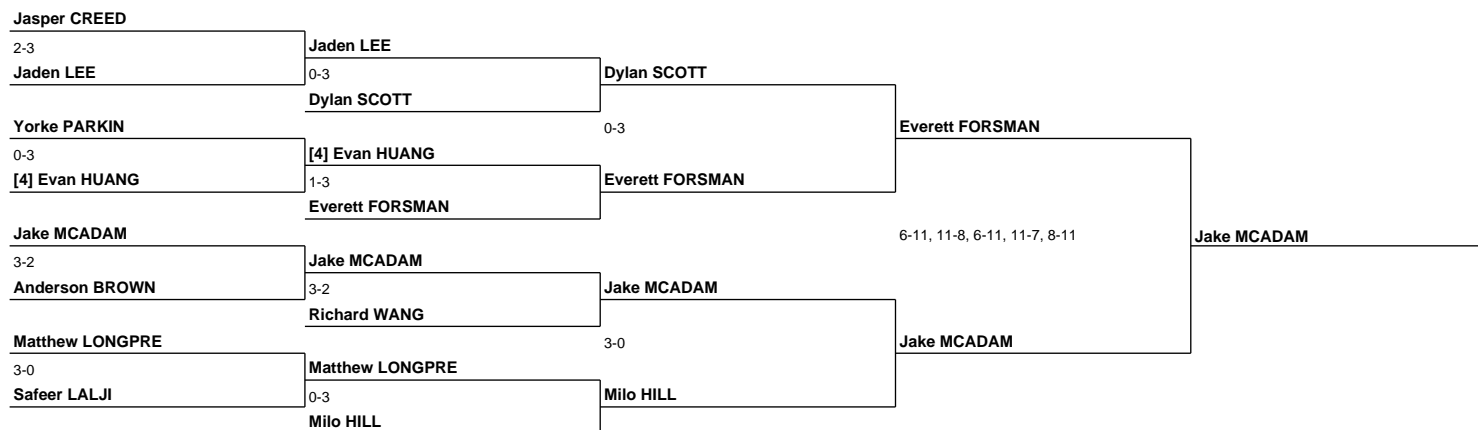 Jasper CREED
2-3
Jaden LEE
Jaden LEE
0-3
Dylan SCOTT
Dylan SCOTT
0-3
Yorke PARKIN
0-3
[4] Evan HUANG
[4] Evan HUANG
1-3
Everett FORSMAN
Everett FORSMAN
Everett FORSMAN
6-11, 11-8, 6-11, 11-7, 8-11
Jake MCADAM
Jake MCADAM
3-2
Anderson BROWN
Jake MCADAM
3-2
Richard WANG
Jake MCADAM
3-0
Jake MCADAM
Matthew LONGPRE
3-0
Safeer LALJI
Matthew LONGPRE
0-3
Milo HILL
Milo HILL